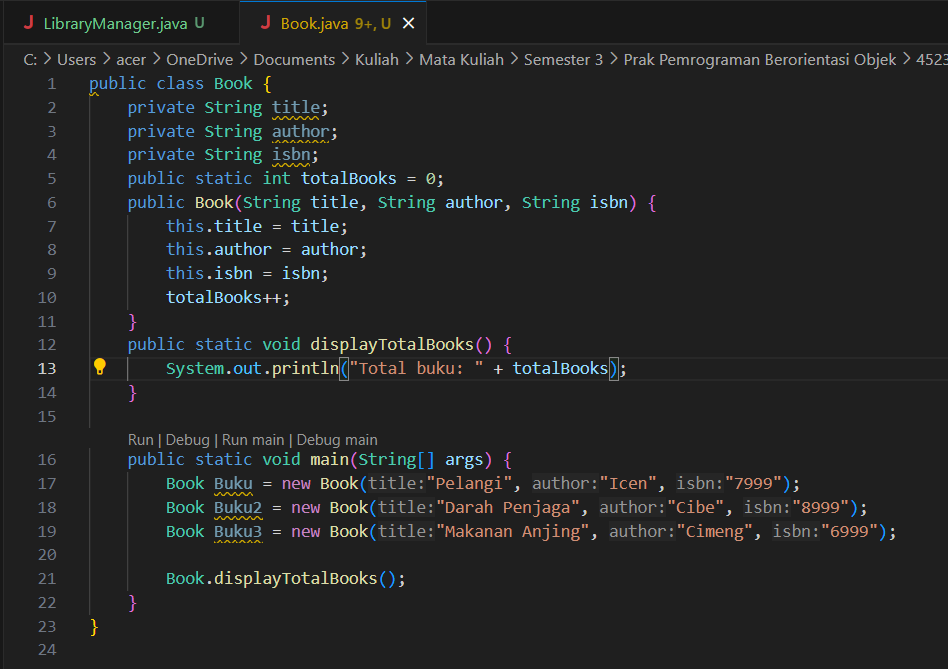 J LibraryManager.java U J Book.java 9+, U ×
C: > Users > acer > OneDrive > Documents > Kuliah > Mata Kuliah > Semester 3 > Prak Pemrograman Berorientasi Objek > 4523
1 public class Book {
2 private String title;
3 private String author;
4 private String isbn;
5 public static int totalBooks = 0;
6 public Book(String title, String author, String isbn) {
7 this.title = title;
8 this.author = author;
9 this.isbn = isbn;
10 totalBooks++;
11 }
12 public static void displayTotalBooks() {
13 System.out.println("Total buku: " + totalBooks);
14 }
15
Run | Debug | Run main | Debug main
16 public static void main(String[] args) {
17 Book Buku = new Book(title:"Pelangi", author:"Icen", isbn:"7999");
18 Book Buku2 = new Book(title:"Darah Penjaga", author:"Cibe", isbn:"8999");
19 Book Buku3 = new Book(title:"Makanan Anjing", author:"Cimeng", isbn:"6999");
20
21 Book.displayTotalBooks();
22 }
23 }
24